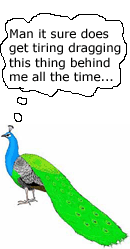 Man it sure does
get tiring dragging
this thing behind
me all the time...